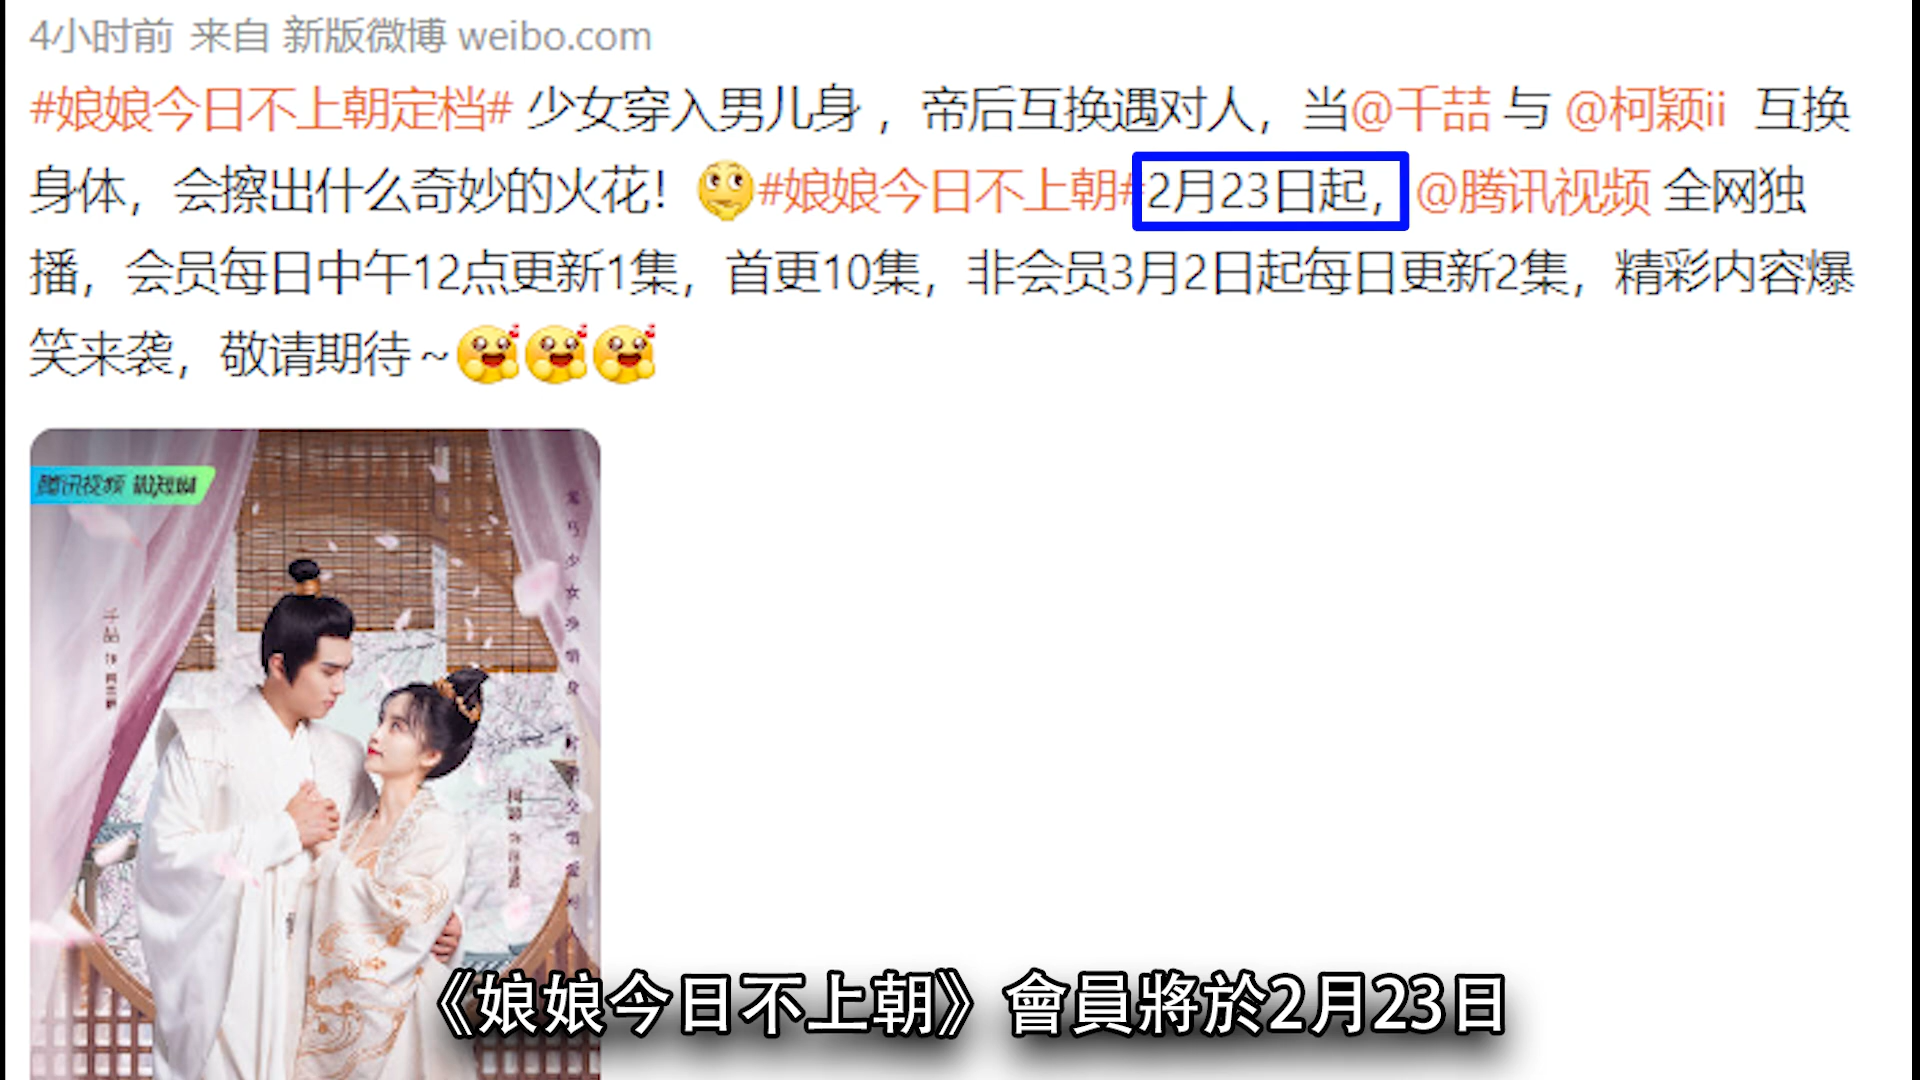 4小时前 来自 新版微博 weibo.com
#娘娘今日不上朝定档# 少女穿入男儿身 ，帝后互换遇对人，当@千喆 与 @柯颖ii 互换
身体，会擦出什么奇妙的火花！#娘娘今日不上朝#2月23日起，@腾讯视频 全网独
播，会员每日中午12点更新1集，首更10集，非会员3月2日起每日更新2集，精彩内容爆
笑来袭，敬请期待～
腾讯视频 微短剧
千喆
柯颖
《娘娘今日不上朝》會員將於2月23日